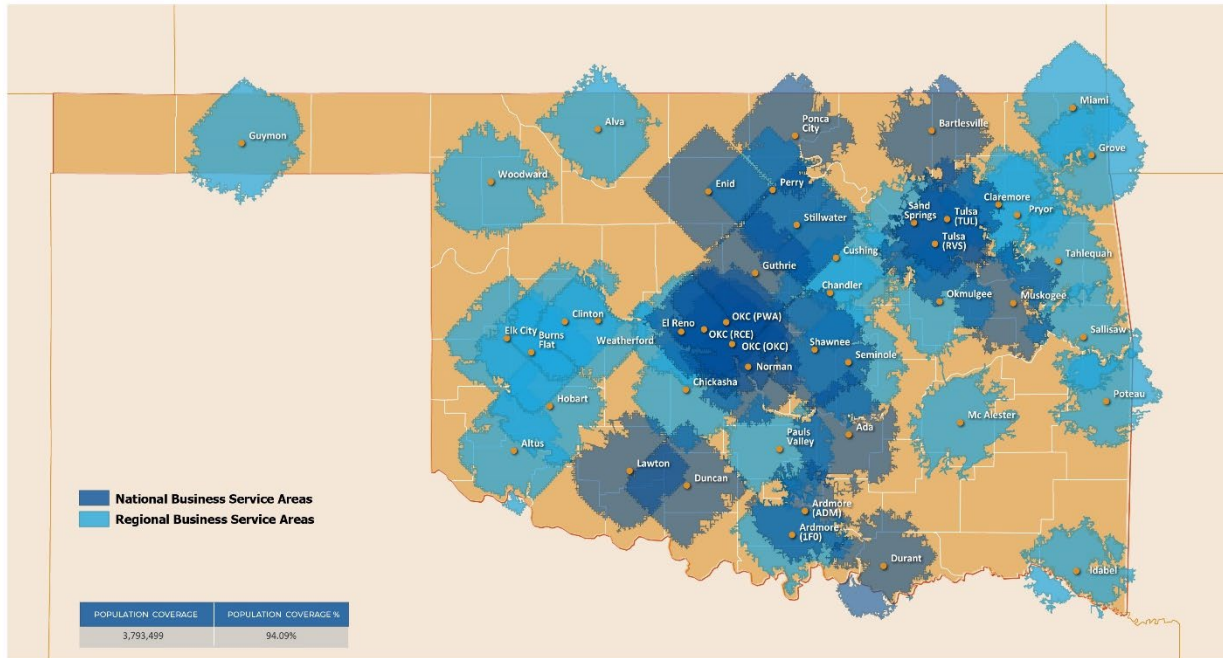 Guymon
Alva
Woodward
Ponca
City
Bartlesville
Miami
Grove
Enid
Perry
Stillwater
Sand
Springs
Tulsa
(TUL)
Tulsa
(RVS)
Claremore
Pryor
Cushing
Tahlequah
Guthrie
Chandler
Okmulgee
Muskogee
Clinton
Elk City
Burns
Flat
Weatherford
El Reno
OKC (PWA)
OKC (RCE)
OKC (OKC)
Norman
Shawnee
Seminole
Sallisaw
Chickasha
Hobart
Altus
Poteau
Mc Alester
Pauls
Valley
Ada
Lawton
Duncan
Ardmore
(ADM)
Ardmore
(1F0)
Durant
Idabel
National Business Service Areas
Regional Business Service Areas
POPULATION COVERAGE
POPULATION COVERAGE %
3,793,499
94.09%